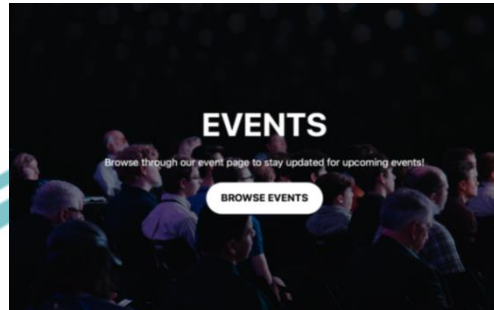 EVENTS
Browse through our event page to stay updated for upcoming events!
BROWSE EVENTS